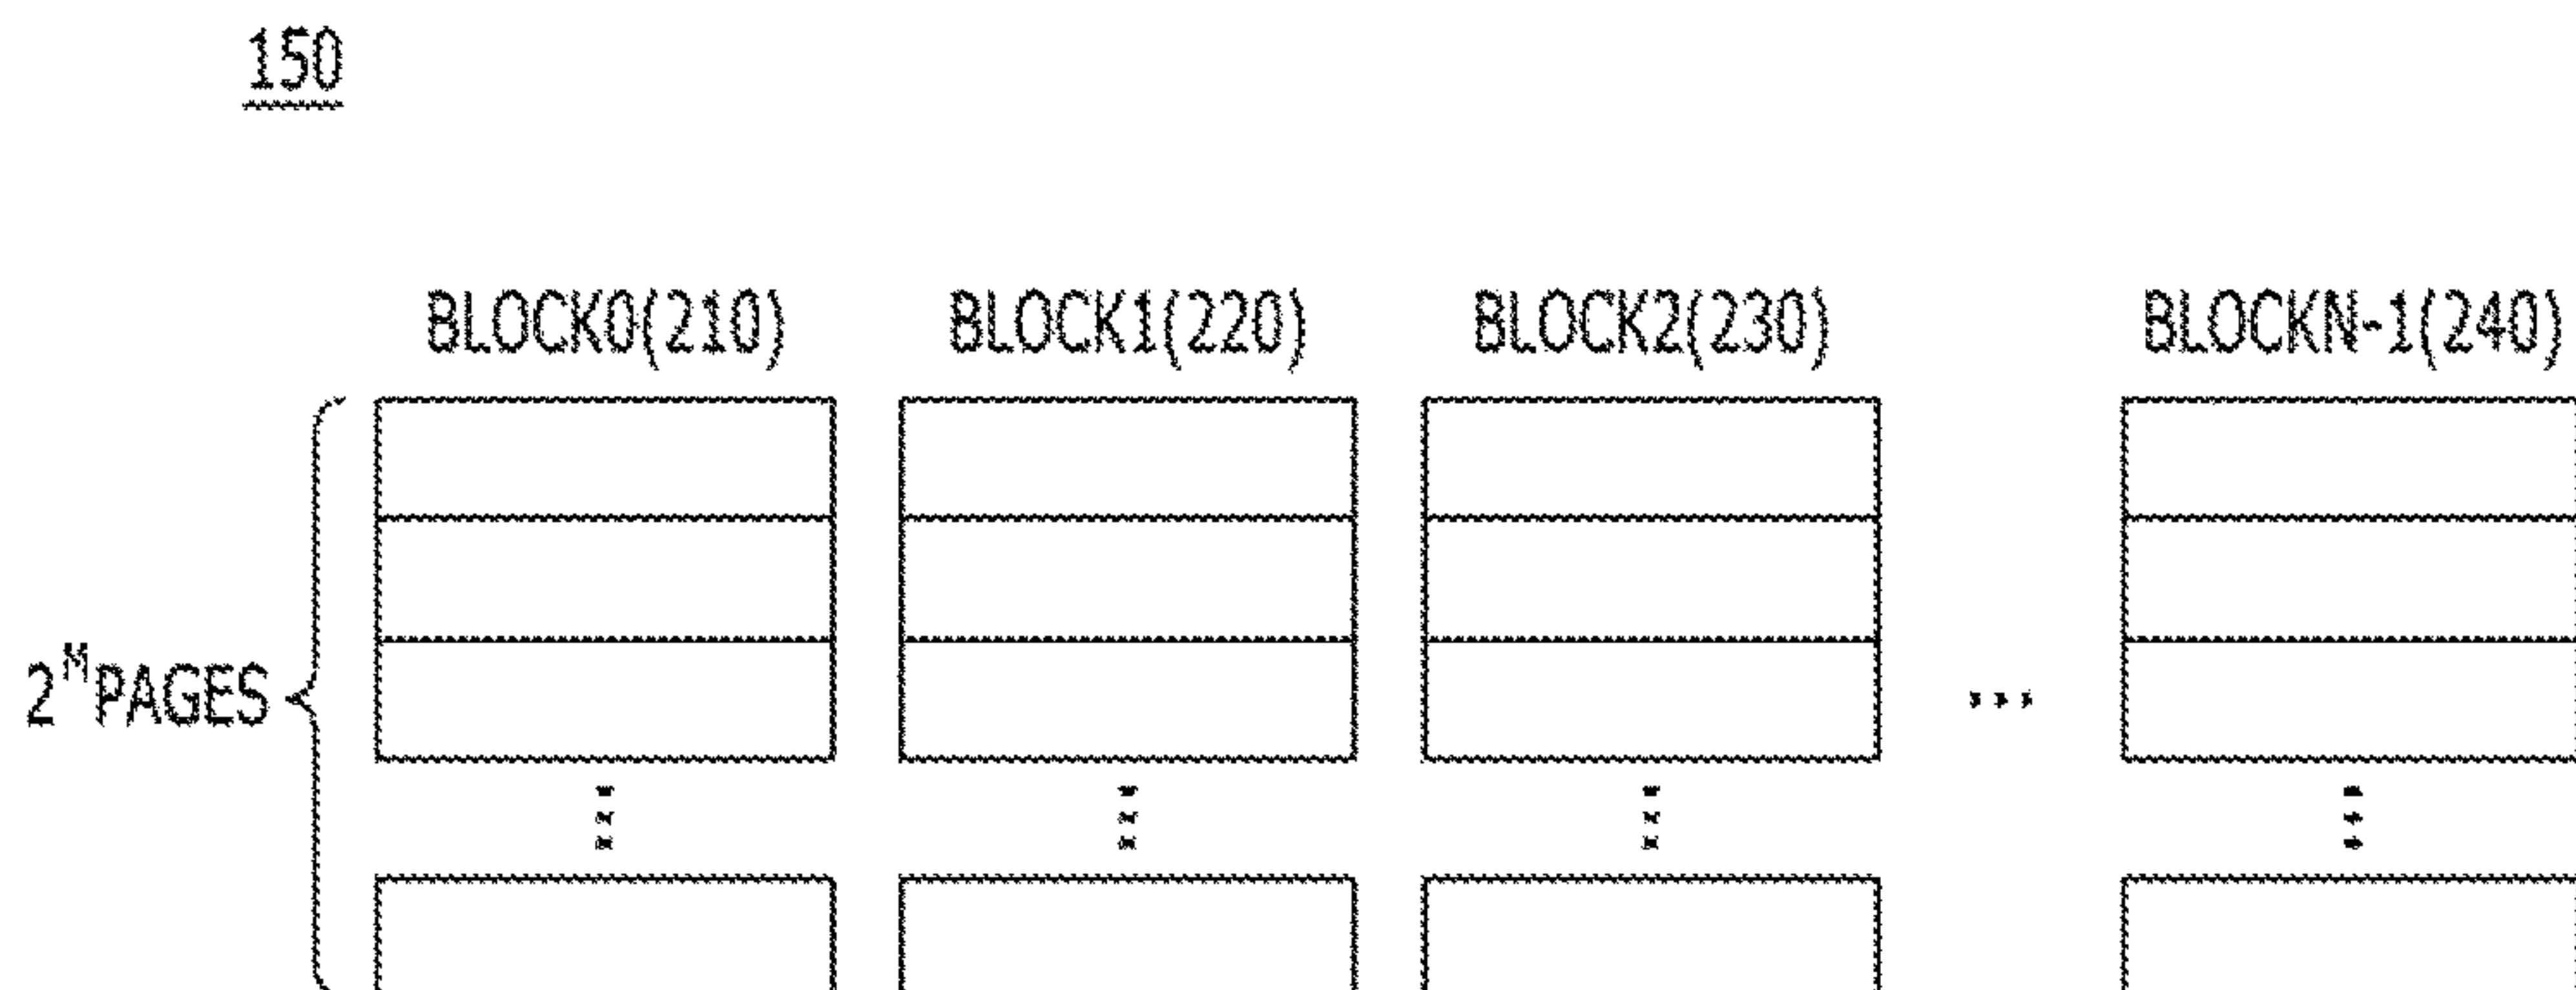 150
BLOCK0(210) BLOCK1(220) BLOCK2(230) BLOCKN-1(240)
2^M PAGES
...